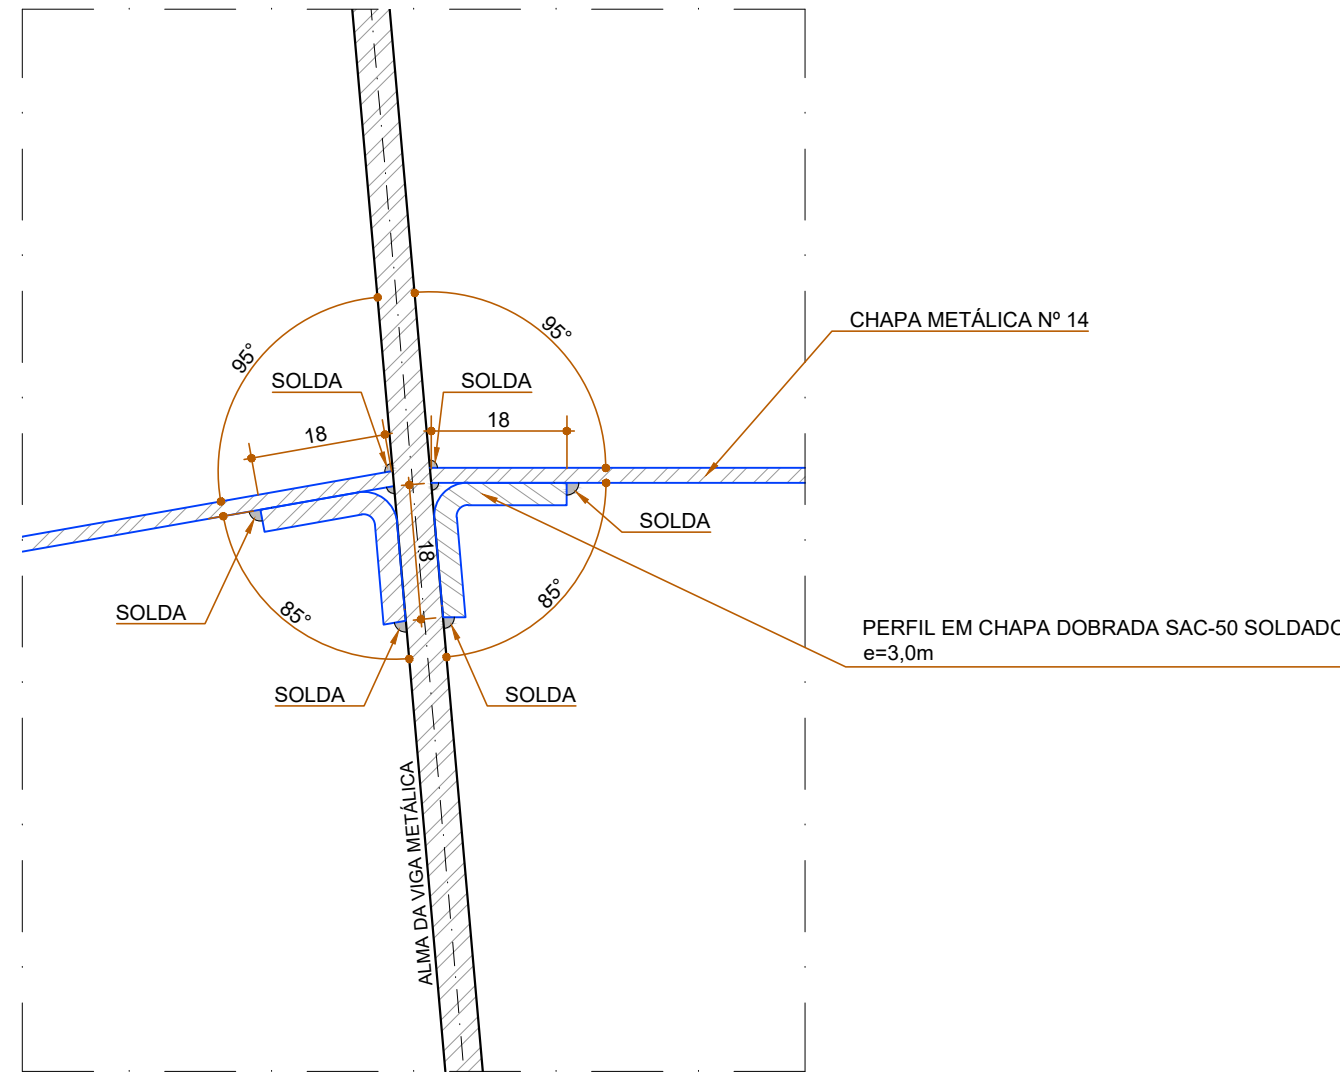 CHAPA METÁLICA Nº 14
95°
95°
SOLDA
SOLDA
18
18
SOLDA
18
SOLDA
85°
85°
PERFIL EM CHAPA DOBRADA SAC-50 SOLDADO
e=3,0m
SOLDA
SOLDA
ALMA DA VIGA METÁLICA